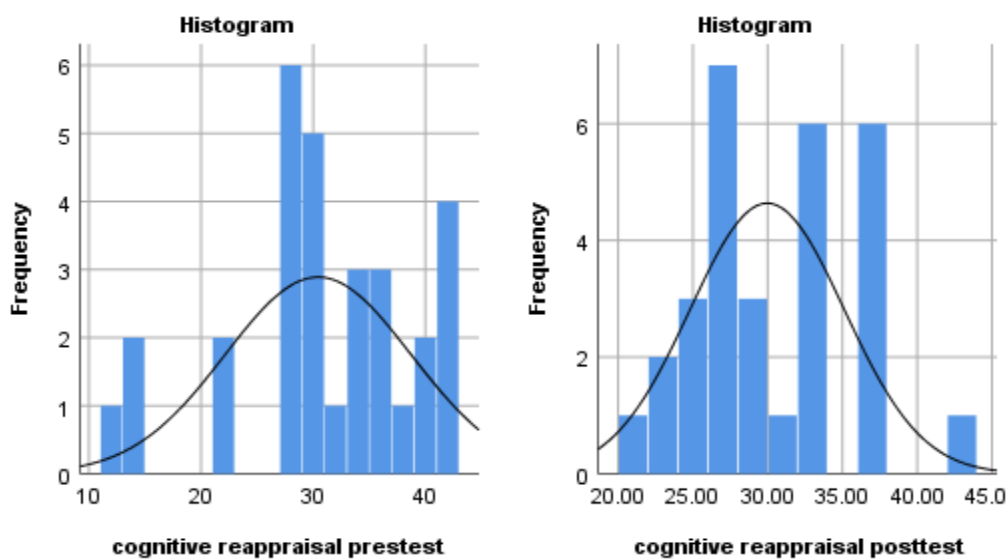 Histogram
Frequency
6
5
4
3
2
1
0
10 20 30 40
cognitive reappraisal prestest
Histogram
Frequency
6
4
2
0
20.00 25.00 30.00 35.00 40.00 45.0
cognitive reappraisal posttest